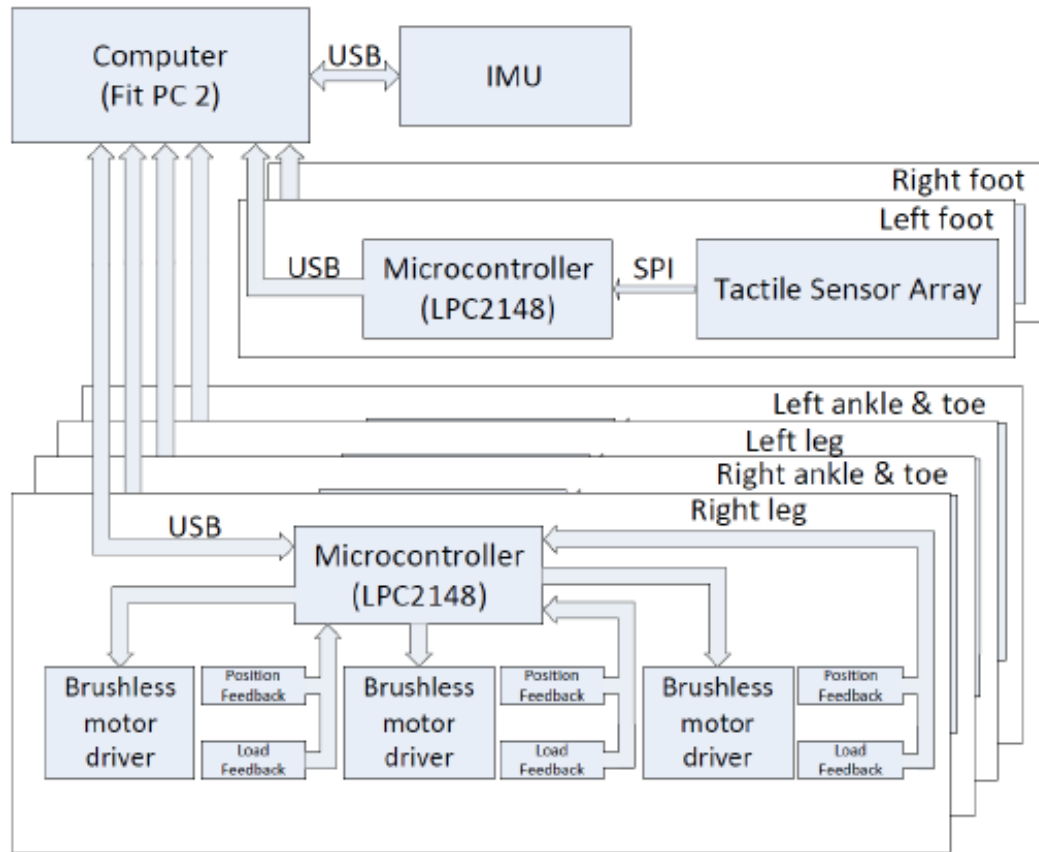 Computer
(Fit PC 2)
USB
IMU
Right foot
Left foot
USB
Microcontroller
(LPC2148)
SPI
Tactile Sensor Array
Left ankle & toe
Left leg
Right ankle & toe
Right leg
USB
Microcontroller
(LPC2148)
Brushless
motor
driver
Position
Feedback
Load
Feedback
Brushless
motor
driver
Position
Feedback
Load
Feedback
Brushless
motor
driver
Position
Feedback
Load
Feedback